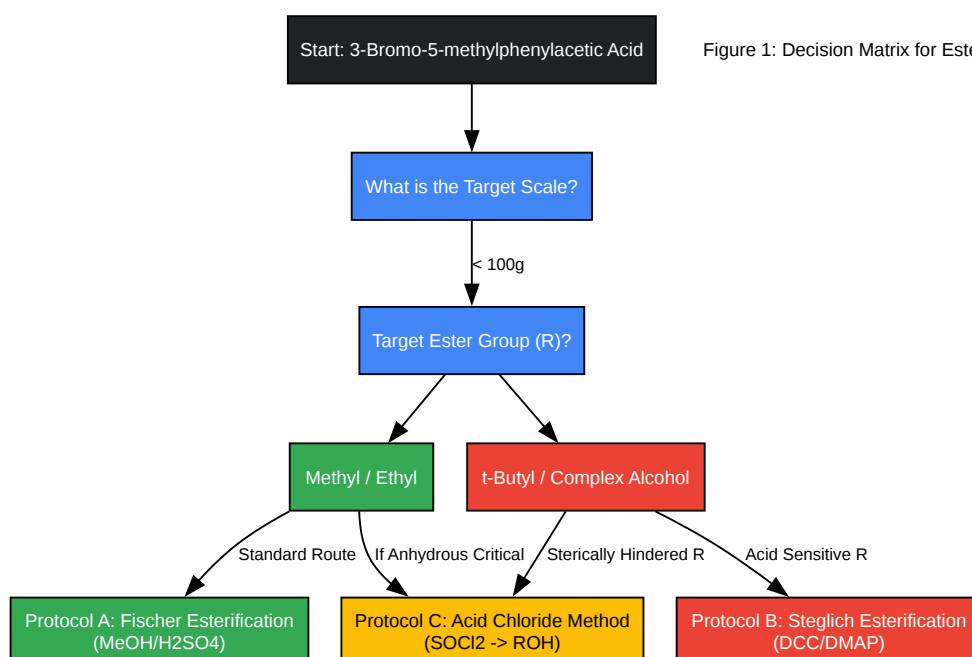 Start: 3-Bromo-5-methylphenylacetic Acid
Figure 1: Decision Matrix for
What is the Target Scale?
< 100g
Target Ester Group (R)?
Methyl / Ethyl
t-Butyl / Complex Alcohol
Standard Route
If Anhydrous Critical
Sterically Hindered R
Acid Sensitive R
Protocol A: Fischer Esterification
(MeOH/H2SO4)
Protocol C: Acid Chloride Method
(SOCl2 -> ROH)
Protocol B: Steglich Esterification
(DCC/DMAP)